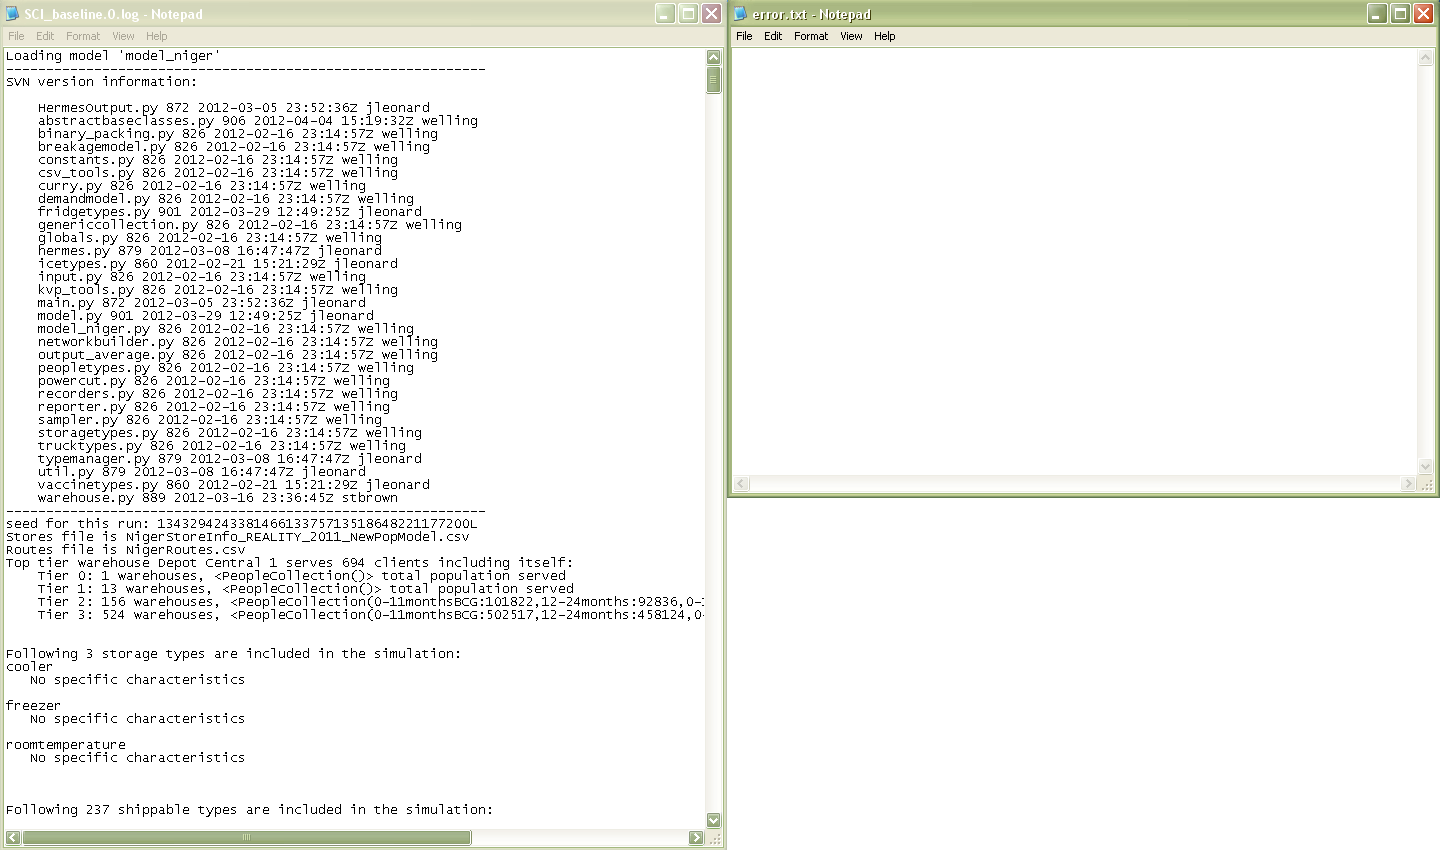 SCI_baseline.0.log - Notepad
File Edit Format View Help
Loading model 'model_niger'
------------------------------------------------------------
SVN version information:
HermesOutput.py 872 2012-03-05 23:52:36Z jleonard
abstractbaseclasses.py 906 2012-04-04 15:19:32Z welling
binary_packing.py 826 2012-02-16 23:14:57Z welling
breakagemodel.py 826 2012-02-16 23:14:57Z welling
constants.py 826 2012-02-16 23:14:57Z welling
csv_tools.py 826 2012-02-16 23:14:57Z welling
curry.py 826 2012-02-16 23:14:57Z welling
demandmodel.py 826 2012-02-16 23:14:57Z welling
fridgetypes.py 901 2012-03-29 12:49:25Z jleonard
genericcollection.py 826 2012-02-16 23:14:57Z welling
globals.py 826 2012-02-16 23:14:57Z welling
hermes.py 879 2012-03-08 16:47:47Z jleonard
icetypes.py 860 2012-02-21 15:21:29Z jleonard
input.py 826 2012-02-16 23:14:57Z welling
kvp_tools.py 826 2012-02-16 23:14:57Z welling
main.py 872 2012-03-05 23:52:36Z jleonard
model.py 901 2012-03-29 12:49:25Z jleonard
model_niger.py 826 2012-02-16 23:14:57Z welling
networkbuilder.py 826 2012-02-16 23:14:57Z welling
output_average.py 826 2012-02-16 23:14:57Z welling
peopletypes.py 826 2012-02-16 23:14:57Z welling
powercut.py 826 2012-02-16 23:14:57Z welling
recorders.py 826 2012-02-16 23:14:57Z welling
reporter.py 826 2012-02-16 23:14:57Z welling
sampler.py 826 2012-02-16 23:14:57Z welling
storagetypes.py 826 2012-02-16 23:14:57Z welling
trucktypes.py 826 2012-02-16 23:14:57Z welling
typemanager.py 879 2012-03-08 16:47:47Z jleonard
util.py 879 2012-03-08 16:47:47Z jleonard
vaccinetypes.py 860 2012-02-21 15:21:29Z jleonard
warehouse.py 889 2012-03-16 23:36:45Z stbrown
------------------------------------------------------------
seed for this run: 134329424338146613375713518648221177200L
Stores file is NigerStoreInfo_REALITY_2011_NewPopModel.csv
Routes file is NigerRoutes.csv
Top tier warehouse Depot Central 1 serves 694 clients including itself:
Tier 0: 1 warehouses, <PeopleCollection()> total population served
Tier 1: 13 warehouses, <PeopleCollection()> total population served
Tier 2: 156 warehouses, <PeopleCollection(0-11monthsBCG:101822,12-24months:92836,0-
Tier 3: 524 warehouses, <PeopleCollection(0-11monthsBCG:502517,12-24months:458124,0-
Following 3 storage types are included in the simulation:
cooler
No specific characteristics
freezer
No specific characteristics
roomtemperature
No specific characteristics
Following 237 shippable types are included in the simulation:
error.txt - Notepad
File Edit Format View Help